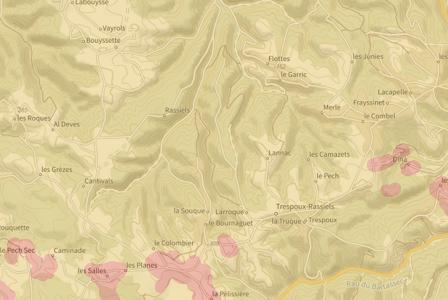 Labouysse
Vayrols
Bouyssette
Flottes
les Junies
le Garric
Lacapelle
Frayssinet
Merle
le Combel
Rassiels
les Roques
Al Deves
Lannac
les Camazets
les Grèzes
le Pech
Cantivals
la Souque
Larroque
Trespoux-Rassiels
le Bournaguet
la Truque
Trespoux
le Colombier
le Pech Sec
Caminade
les Salles
les Planes
Rau du Bartassec
la Pélissière